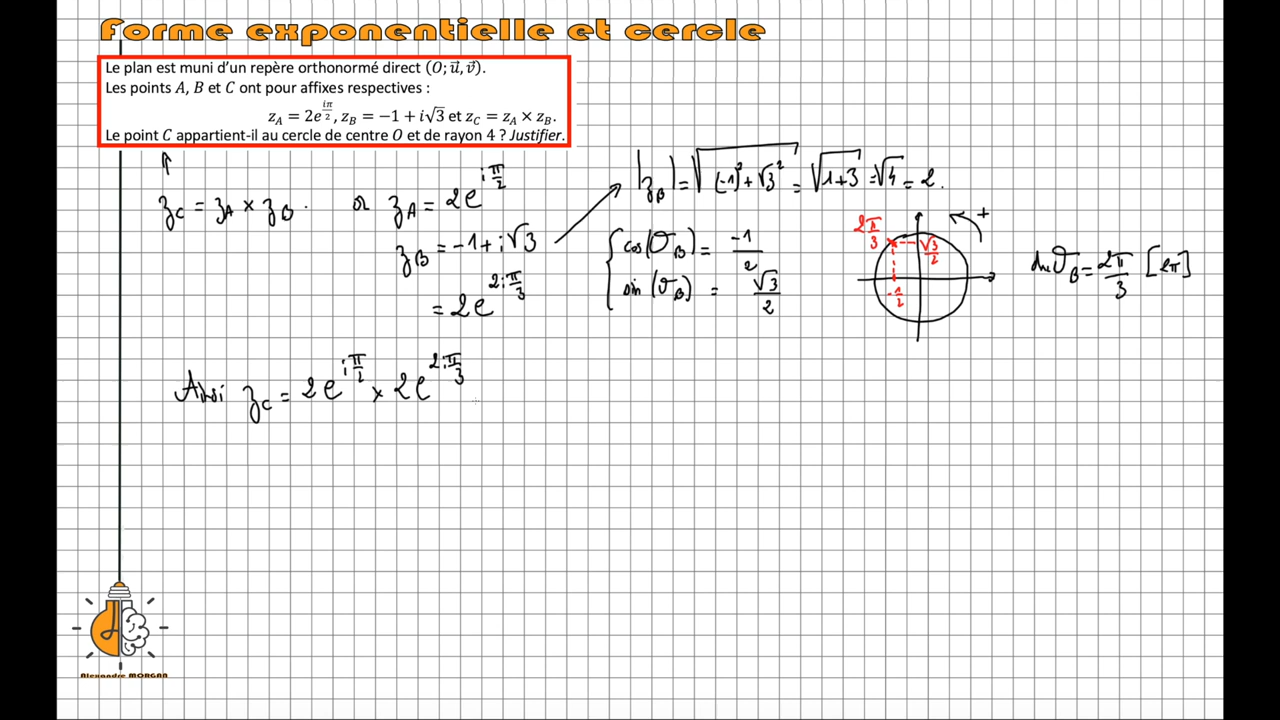 Forme exponentielle et cercle
Le plan est muni d'un repère orthonormé direct (O; u⃗, v⃗).
Les points A, B et C ont pour affixes respectives :
z_A = 2e^{iπ/2}, z_B = −1 + i√3 et z_C = z_A × z_B.
Le point C appartient-il au cercle de centre O et de rayon 4 ? Justifier.
z_C = z_A × z_B. or z_A = 2e^{iπ/2}
z_B = -1 + i√3
= 2e^{2iπ/3}
|z_B| = √((-1)² + √3²) = √(1+3) = √4 = 2.
cos(θ_B) = -1/2
sin(θ_B) = √3/2
+
2π/3
√3/2
-1/2
donc θ_B = 2π/3 [2π]
Ainsi z_C = 2e^{iπ/2} × 2e^{2iπ/3}
Alexandre MORGAN